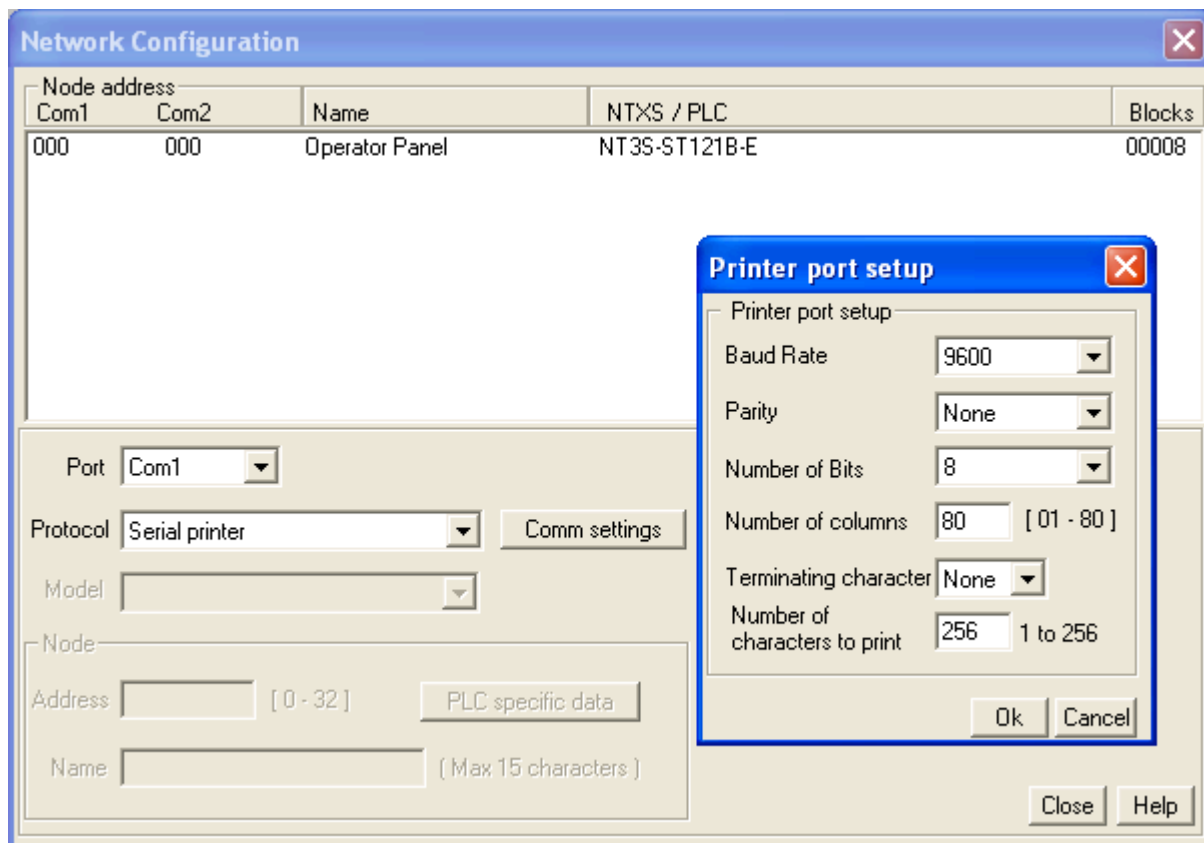 Network Configuration
Node address
Com1 Com2 Name NTXS / PLC Blocks
000 000 Operator Panel NT3S-ST121B-E 00008
Printer port setup
Printer port setup
Baud Rate 9600
Parity None
Number of Bits 8
Number of columns 80 [ 01 - 80 ]
Terminating character None
Number of
characters to print 256 1 to 256
Ok Cancel
Port Com1
Protocol Serial printer Comm settings
Model
Node
Address [ 0 - 32 ] PLC specific data
Name ( Max 15 characters )
Close Help